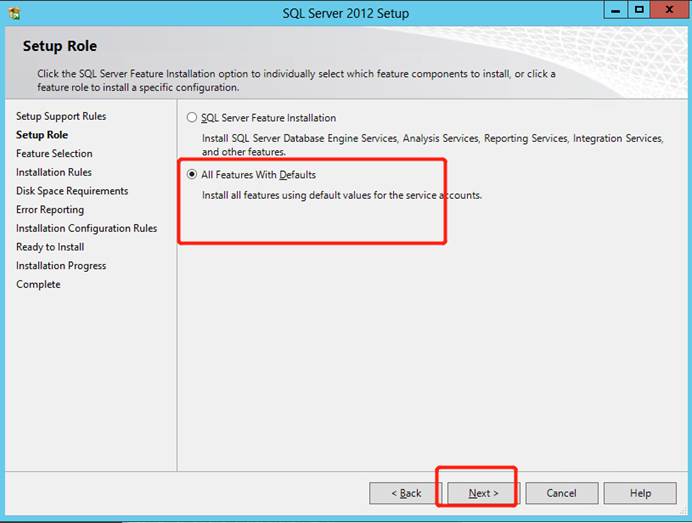 SQL Server 2012 Setup
Setup Role
Click the SQL Server Feature Installation option to individually select which feature components to install, or click a
feature role to install a specific configuration.
Setup Support Rules
Setup Role
Feature Selection
Installation Rules
Disk Space Requirements
Error Reporting
Installation Configuration Rules
Ready to Install
Installation Progress
Complete
SQL Server Feature Installation
Install SQL Server Database Engine Services, Analysis Services, Reporting Services, Integration Services,
and other features.
All Features With Defaults
Install all features using default values for the service accounts.
< Back
Next >
Cancel
Help